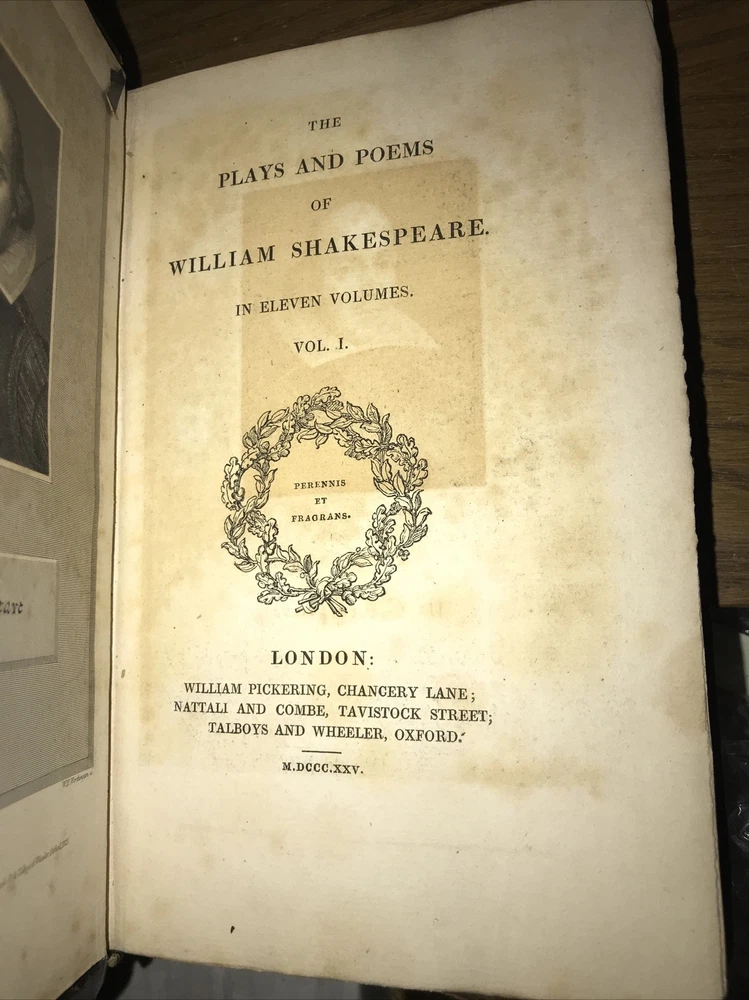 THE
PLAYS AND POEMS
OF
WILLIAM SHAKESPEARE.
IN ELEVEN VOLUMES.
VOL. I.
PERENNIS
ET
FRAGRANS.
LONDON:
WILLIAM PICKERING, CHANCERY LANE;
NATTALI AND COMBE, TAVISTOCK STREET;
TALBOYS AND WHEELER, OXFORD.
M.DCCC.XXV.